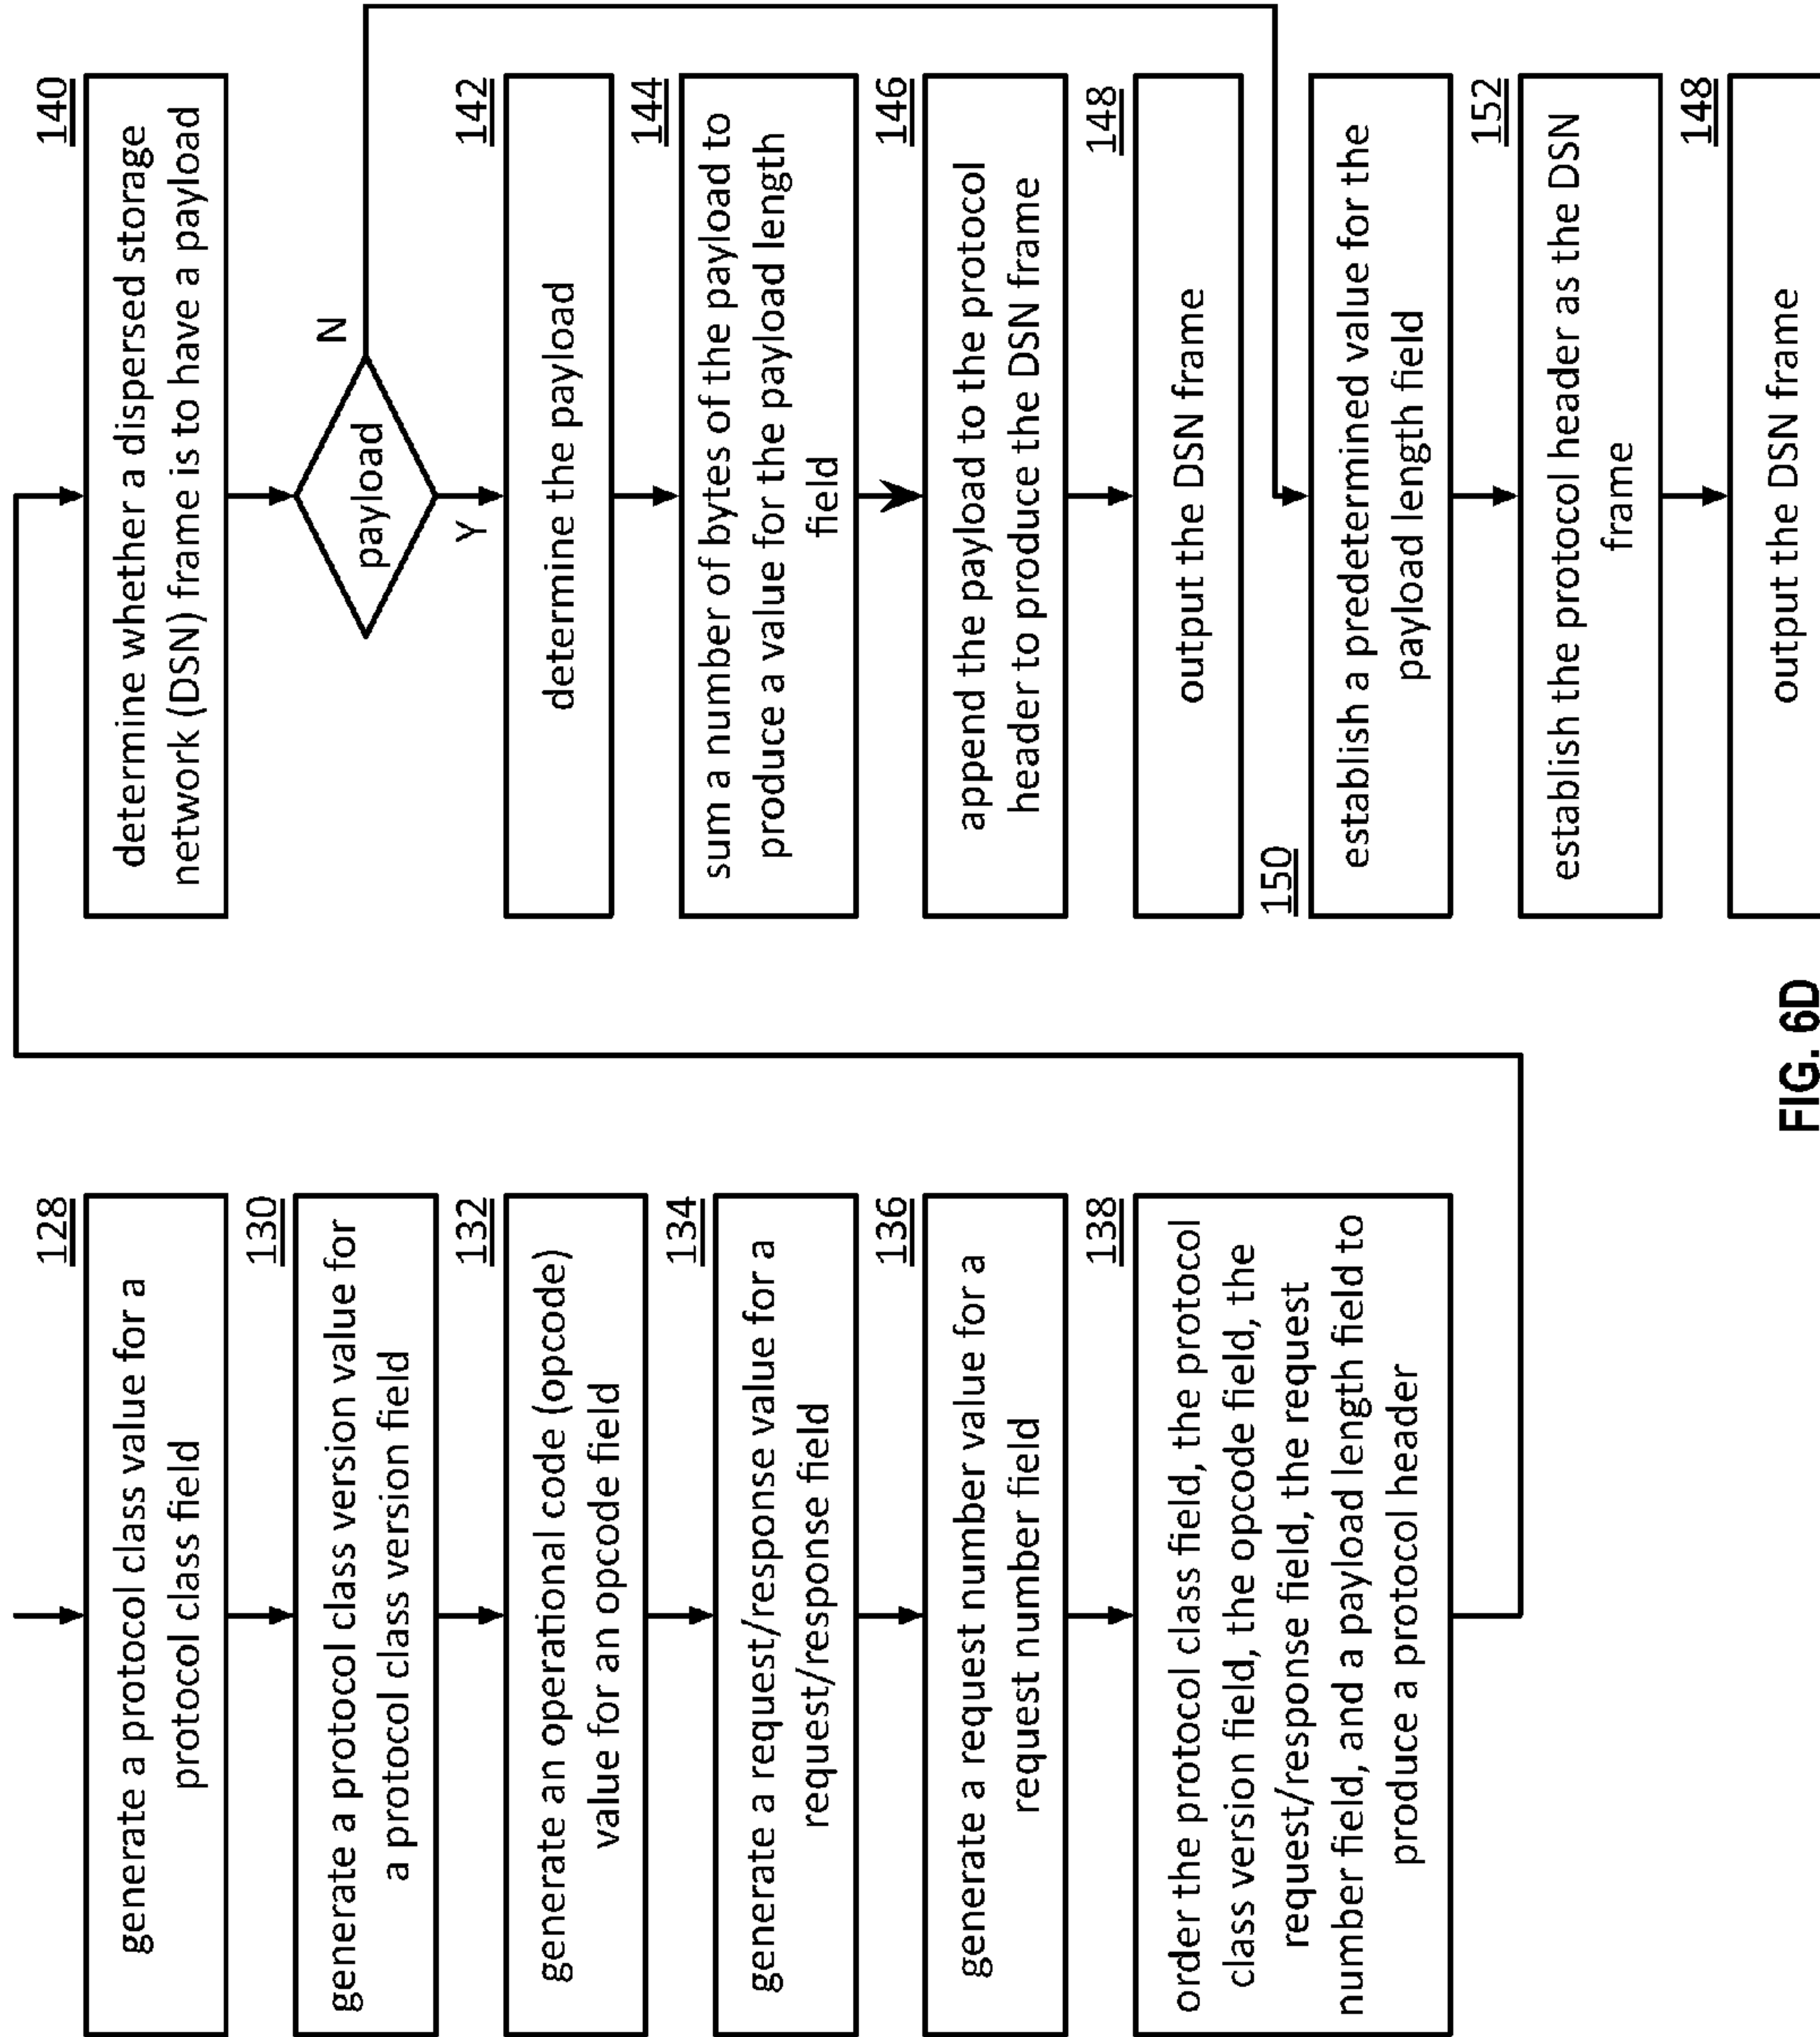 128
generate a protocol class value for a
protocol class field
130
generate a protocol class version value for
a protocol class version field
132
generate an operational code (opcode)
value for an opcode field
134
generate a request/response value for a
request/response field
136
generate a request number value for a
request number field
138
order the protocol class field, the protocol
class version field, the opcode field, the
request/response field, the request
number field, and a payload length field to
produce a protocol header
140
determine whether a dispersed storage
network (DSN) frame is to have a payload
payload
N
Y
142
determine the payload
144
sum a number of bytes of the payload to
produce a value for the payload length
field
146
append the payload to the protocol
header to produce the DSN frame
148
output the DSN frame
150
establish a predetermined value for the
payload length field
152
establish the protocol header as the DSN
frame
148
output the DSN frame
FIG. 6D